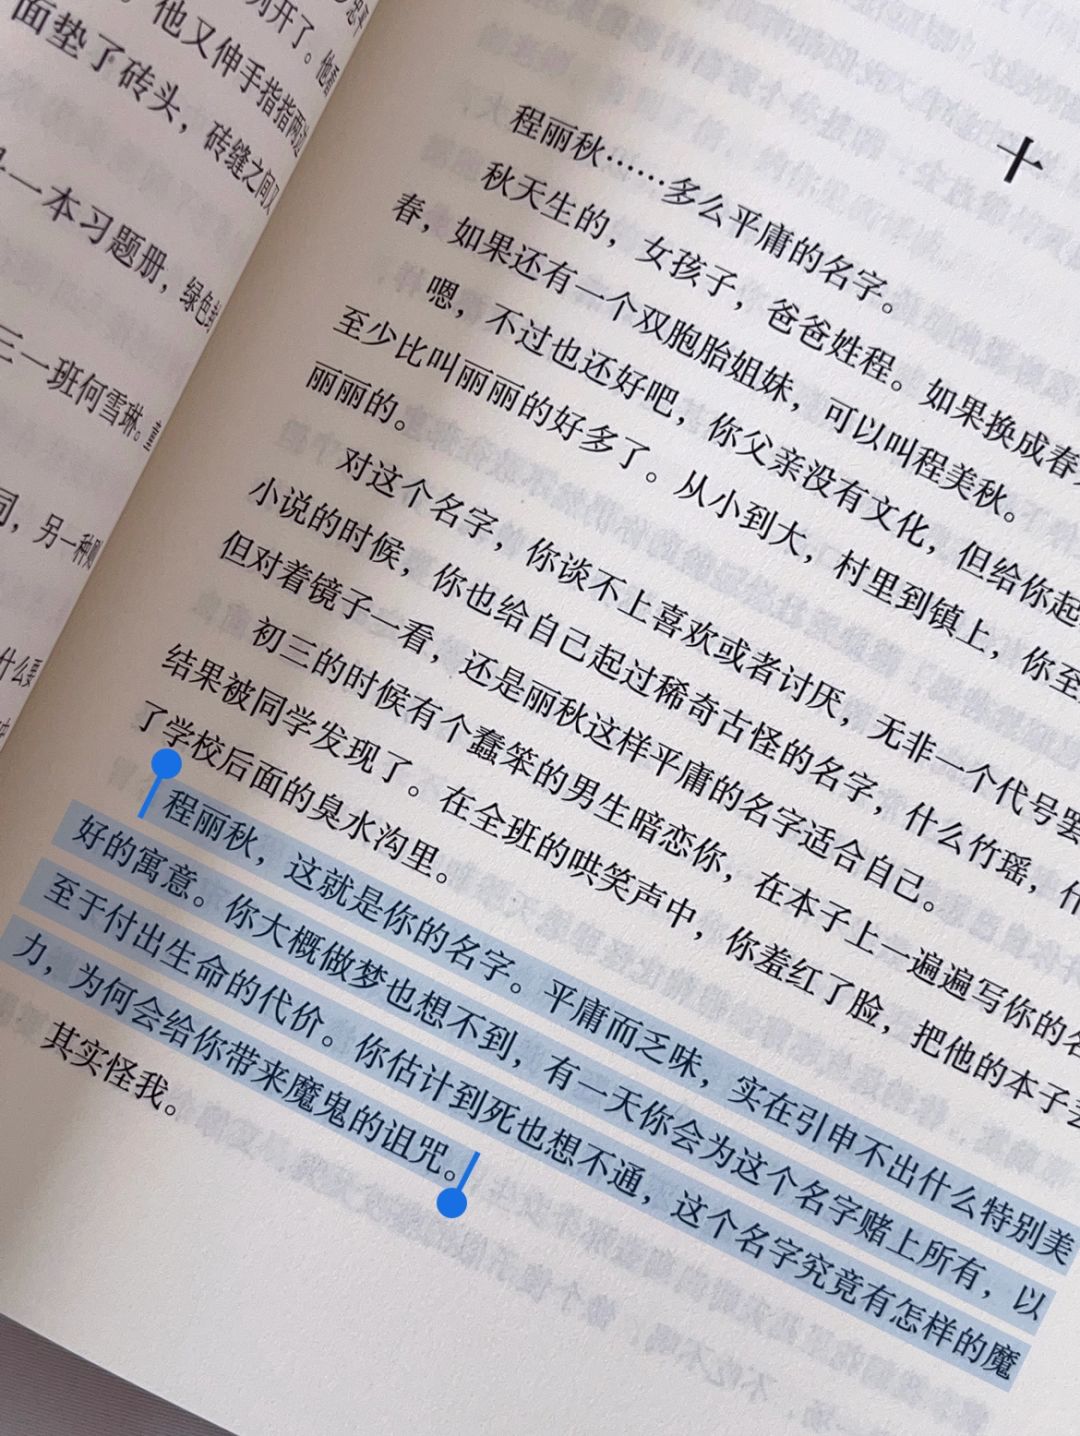 开了。他
他又伸手指指两边
面垫了砖头，砖缝之间又
一本习题册，绿色封
三一班何雪琳。
同，另一种
什么要
十
程丽秋……多么平庸的名字。
秋天生的，女孩子，爸爸姓程。如果换成春
春，如果还有一个双胞胎姐妹，可以叫程美秋。
嗯，不过也还好吧，你父亲没有文化，但给你起
至少比叫丽丽的好多了。从小到大，村里到镇上，你至
丽丽的。
对这个名字，你谈不上喜欢或者讨厌，无非一个代号罢
小说的时候，你也给自己起过稀奇古怪的名字，什么竹瑶，什
但对着镜子一看，还是丽秋这样平庸的名字适合自己。
初三的时候有个蠢笨的男生暗恋你，在本子上一遍遍写你的名
结果被同学发现了。在全班的哄笑声中，你羞红了脸，把他的本子丢
了学校后面的臭水沟里。
程丽秋，这就是你的名字。平庸而乏味，实在引申不出什么特别美
好的寓意。你大概做梦也想不到，有一天你会为这个名字赌上所有，以
至于付出生命的代价。你估计到死也想不通，这个名字究竟有怎样的魔
力，为何会给你带来魔鬼的诅咒。
其实怪我。